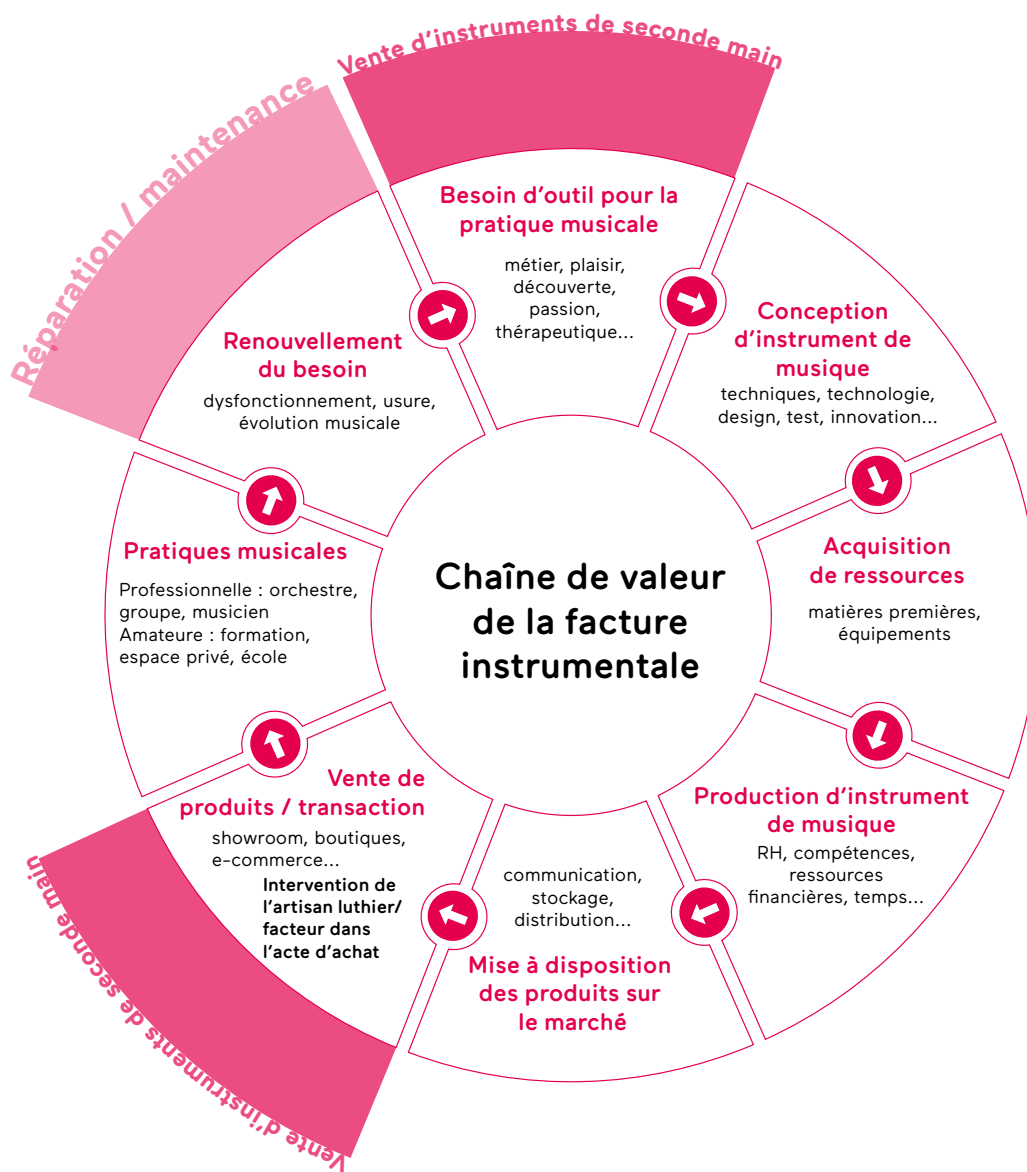 Vente d'instruments de seconde main
Réparation / maintenance
Besoin d'outil pour la
pratique musicale
métier, plaisir,
découverte,
passion,
thérapeutique...
Conception
d'instrument de
musique
techniques, technologie,
design, test, innovation...
Acquisition
de ressources
matières premières,
équipements
Production d'instrument
de musique
RH, compétences,
ressources
financières, temps...
communication,
stockage,
distribution...
Mise à disposition
des produits sur
le marché
Vente de
produits / transaction
showroom, boutiques,
e-commerce...
Intervention de
l'artisan luthier/
facteur dans
l'acte d'achat
Vente d'instruments de seconde main
Pratiques musicales
Professionnelle : orchestre,
groupe, musicien
Amateure : formation,
espace privé, école
Renouvellement
du besoin
dysfonctionnement, usure,
évolution musicale
Chaîne de valeur
de la facture
instrumentale